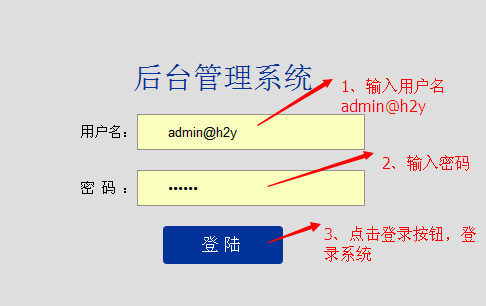 后台管理系统
1、输入用户名
admin@h2y
用户名：
admin@h2y
2、输入密码
密 码 ：
••••••
登 陆
3、点击登录按钮，登
录系统